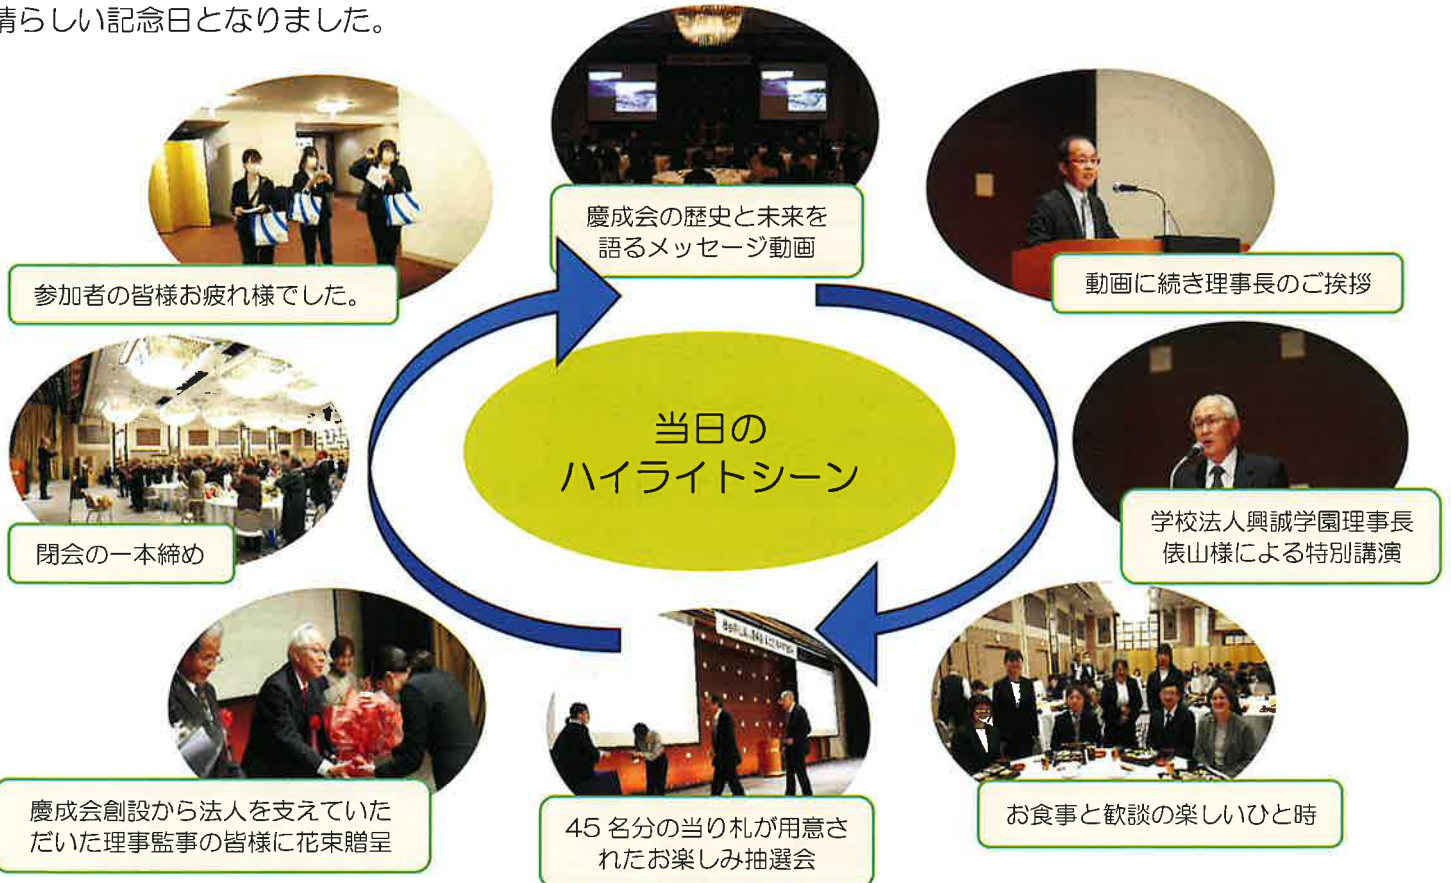 晴らしい記念日となりました。
慶成会の歴史と未来を
語るメッセージ動画
動画に続き理事長のご挨拶
学校法人興誠学園理事長
俵山様による特別講演
お食事と歓談の楽しいひと時
45 名分の当り札が用意さ
れたお楽しみ抽選会
慶成会創設から法人を支えていた
だいた理事監事の皆様に花束贈呈
閉会の一本締め
参加者の皆様お疲れ様でした。
当日の
ハイライトシーン